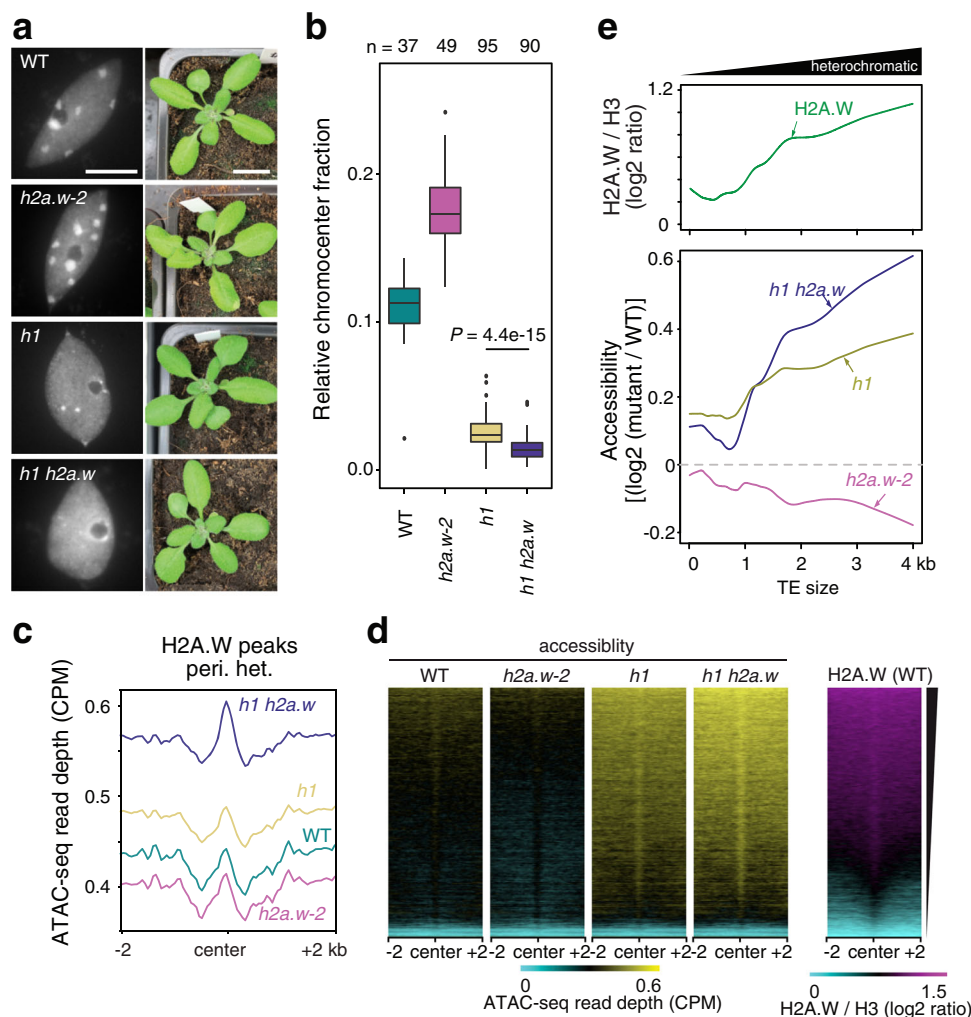 a
WT
h2a.w-2
h1
h1 h2a.w
b
n = 37 49 95 90
Relative chromocenter fraction
0.2
0.1
0.0
P = 4.4e-15
WT
h2a.w-2
h1
h1 h2a.w
e
heterochromatic
H2A.W / H3
(log2 ratio)
1.2
0
H2A.W
Accessibility
[(log2 (mutant / WT)]
0.6
0.4
0.2
0
-0.2
h1 h2a.w
h1
h2a.w-2
0 1 2 3 4 kb
TE size
c
H2A.W peaks
peri. het.
ATAC-seq read depth (CPM)
0.6
0.5
0.4
h1 h2a.w
h1
WT
h2a.w-2
-2 center +2 kb
d
accessiblity
WT h2a.w-2 h1 h1 h2a.w H2A.W (WT)
-2 center +2 -2 center +2 -2 center +2 -2 center +2 -2 center +2
0 0.6
ATAC-seq read depth (CPM)
0 1.5
H2A.W / H3 (log2 ratio)